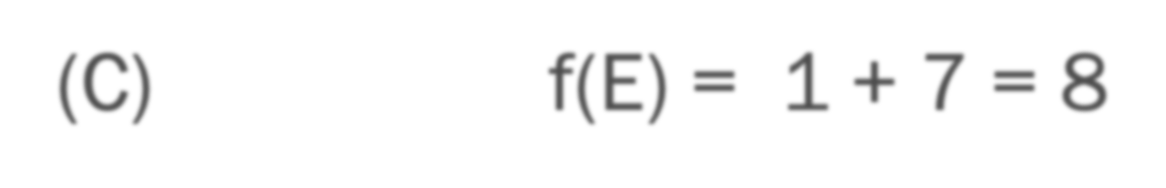 (C) f(E) = 1 + 7 = 8